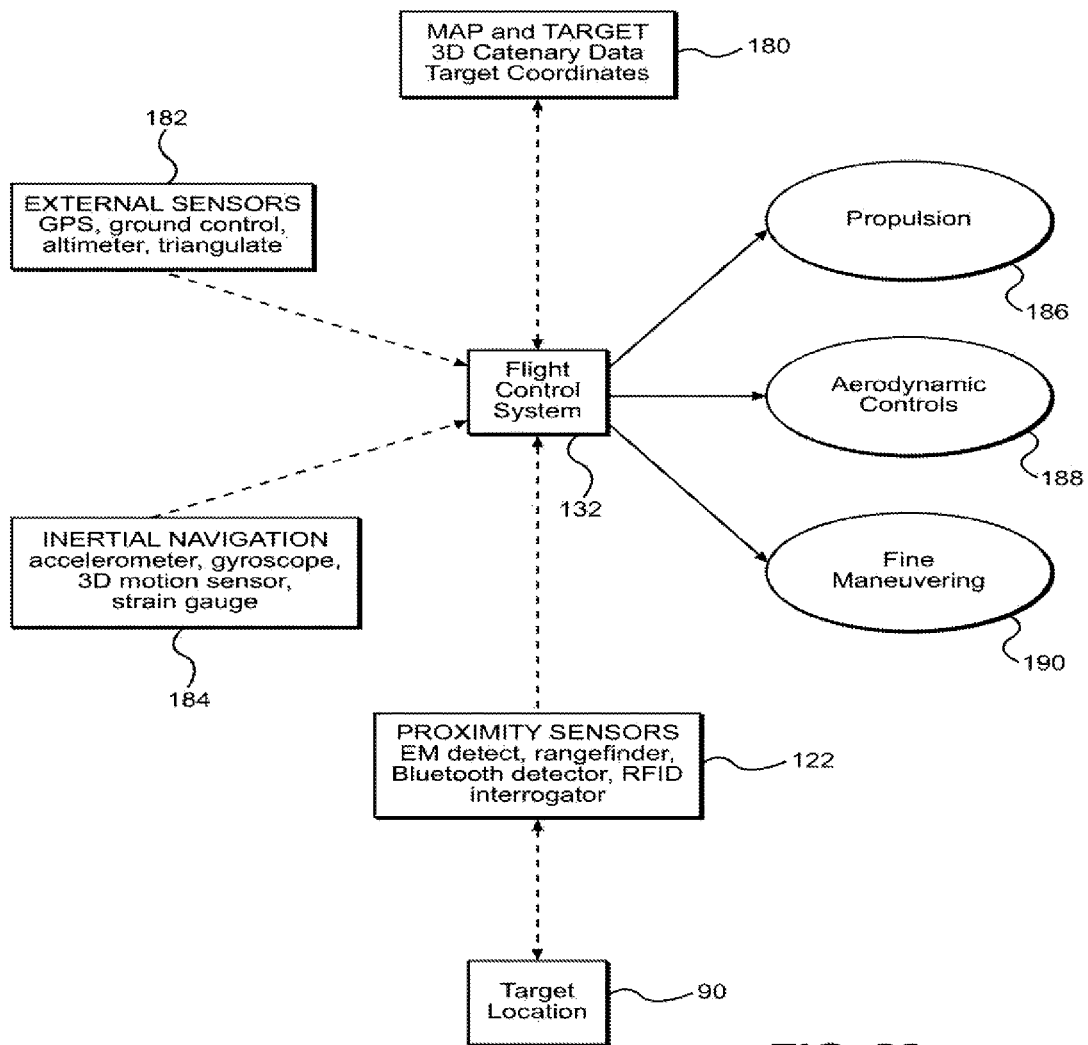 MAP and TARGET
3D Catenary Data
Target Coordinates
180
182
EXTERNAL SENSORS
GPS, ground control,
altimeter, triangulate
Propulsion
186
Flight
Control
System
132
Aerodynamic
Controls
188
INERTIAL NAVIGATION
accelerometer, gyroscope,
3D motion sensor,
strain gauge
184
Fine
Maneuvering
190
PROXIMITY SENSORS
EM detect, rangefinder,
Bluetooth detector, RFID
interrogator
122
Target
Location
90